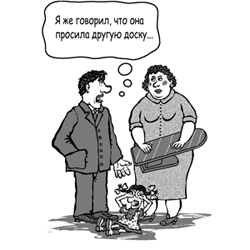 Я же говорил, что она
просила другую доску...